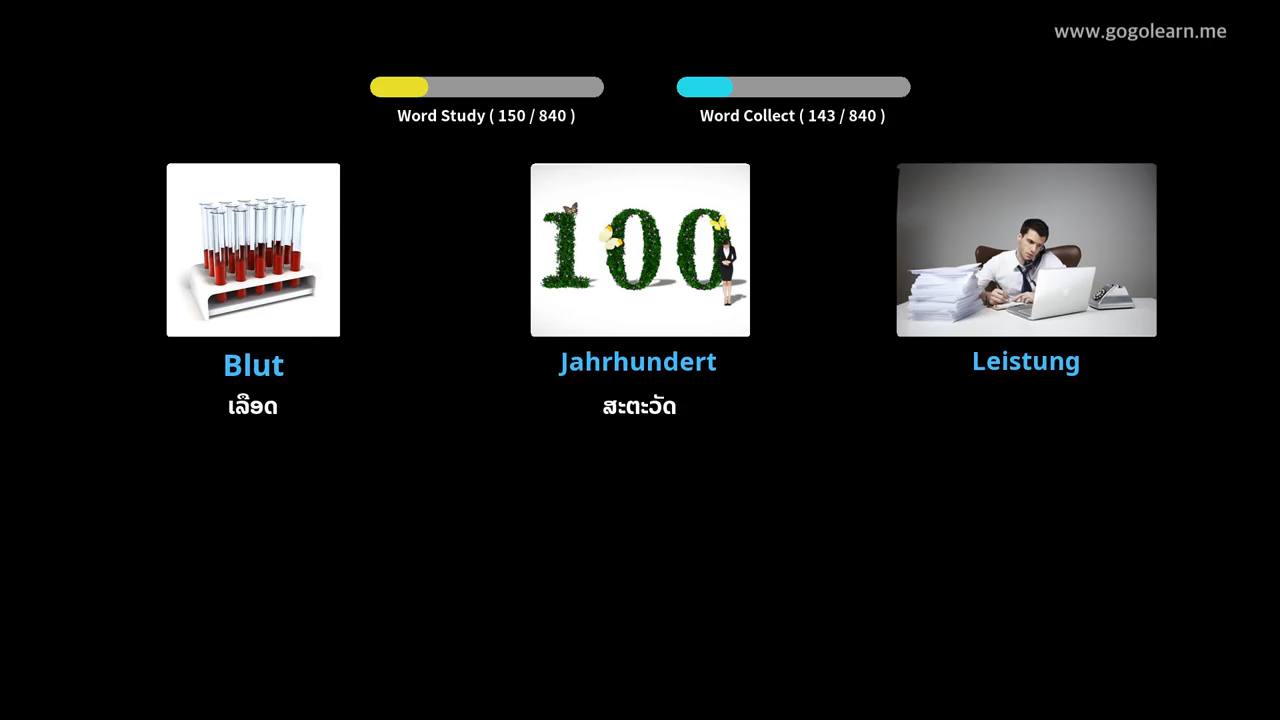 www.gogolearn.me
Word Study ( 150 / 840 )
Word Collect ( 143 / 840 )
Blut
Jahrhundert
Leistung
ເລືອດ
ສະຕະວັດ